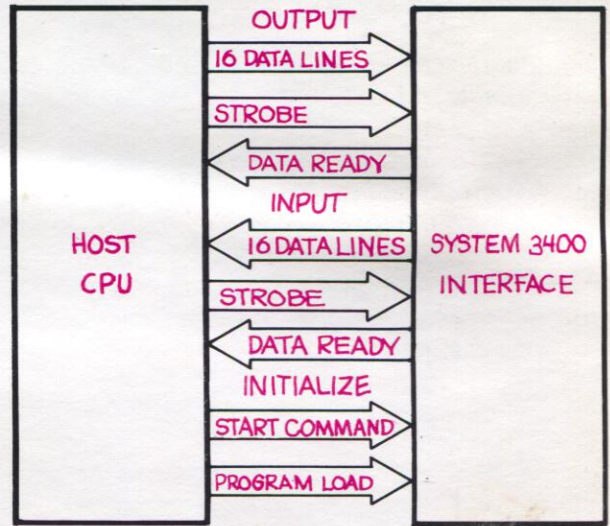 OUTPUT
16 DATA LINES
STROBE
DATA READY
INPUT
16 DATA LINES
STROBE
DATA READY
INITIALIZE
START COMMAND
PROGRAM LOAD
HOST
CPU
SYSTEM 3400
INTERFACE